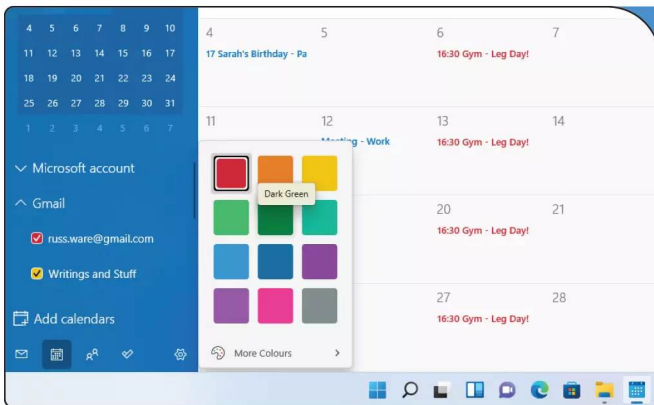 4 5 6 7 8 9 10
11 12 13 14 15 16 17
18 19 20 21 22 23 24
25 26 27 28 29 30 31
1 2 3 4 5 6 7
Microsoft account
Gmail
russ.ware@gmail.com
Writings and Stuff
Add calendars
4 5 6 7
17 Sarah's Birthday - Pa 16:30 Gym - Leg Day!
11 12 13 14
Meeting - Work 16:30 Gym - Leg Day!
Dark Green
20 21
16:30 Gym - Leg Day!
27 28
16:30 Gym - Leg Day!
More Colours